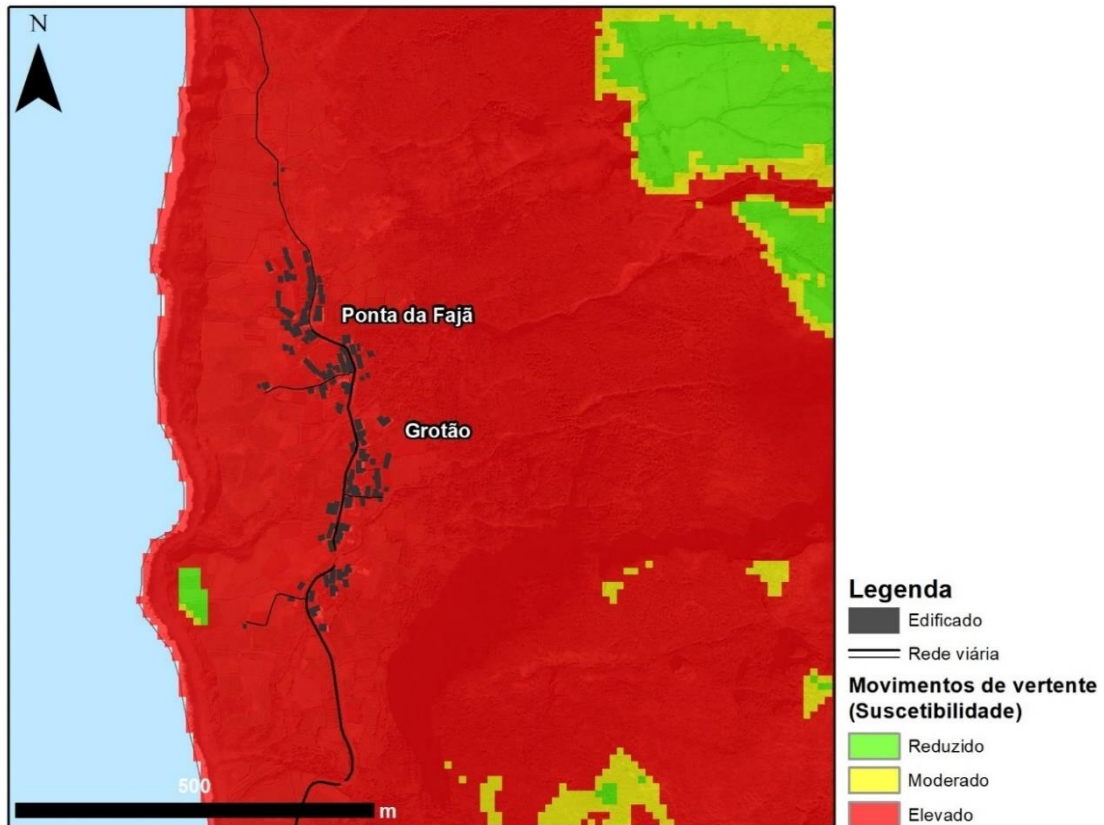 N
Ponta da Fajã
Grotão
500
m
Legenda
Edificado
Rede viária
Movimentos de vertente
(Suscetibilidade)
Reduzido
Moderado
Elevado